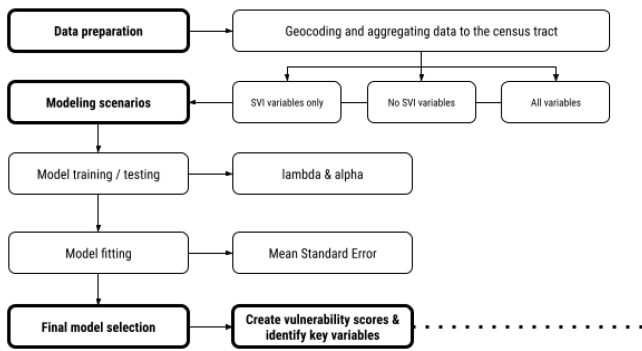 Data preparation
Geocoding and aggregating data to the census tract
Modeling scenarios
SVI variables only
No SVI variables
All variables
Model training / testing
lambda & alpha
Model fitting
Mean Standard Error
Final model selection
Create vulnerability scores &
identify key variables